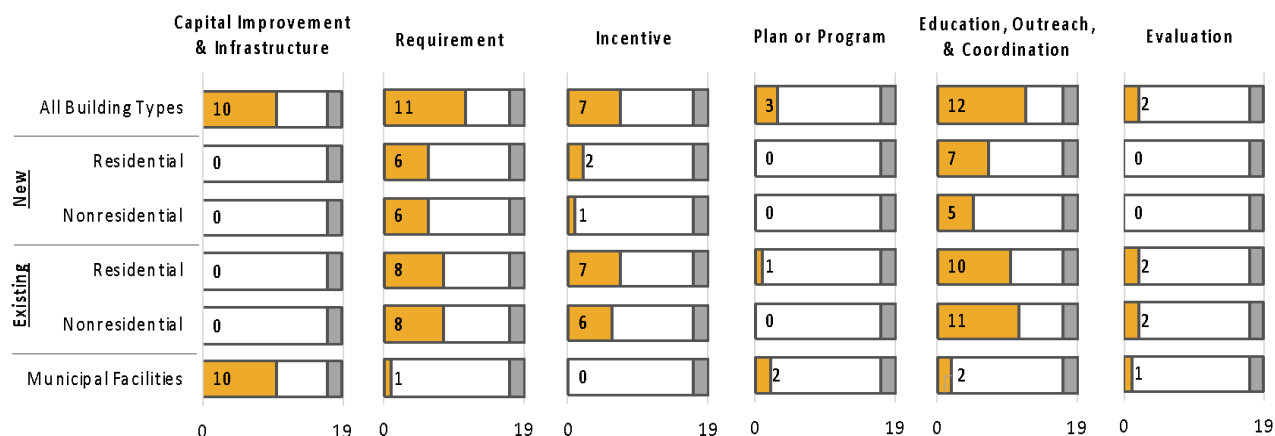 Capital Improvement
& Infrastructure
Requirement
Incentive
Plan or Program
Education, Outreach,
& Coordination
Evaluation
All Building Types
10
11
7
3
12
2
New
Residential
0
6
2
0
7
0
Nonresidential
0
6
1
0
5
0
Existing
Residential
0
8
7
1
10
2
Nonresidential
0
8
6
0
11
2
Municipal Facilities
10
1
0
2
2
1
0 19
0 19
0 19
0 19
0 19
0 19